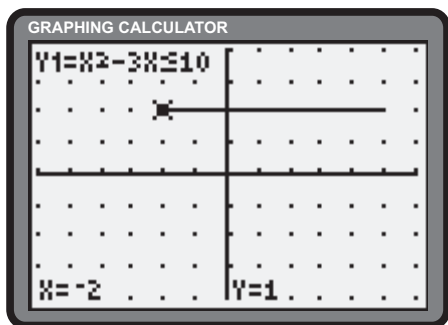 GRAPHING CALCULATOR
Y1=X²-3X≤10
X=-2 Y=1